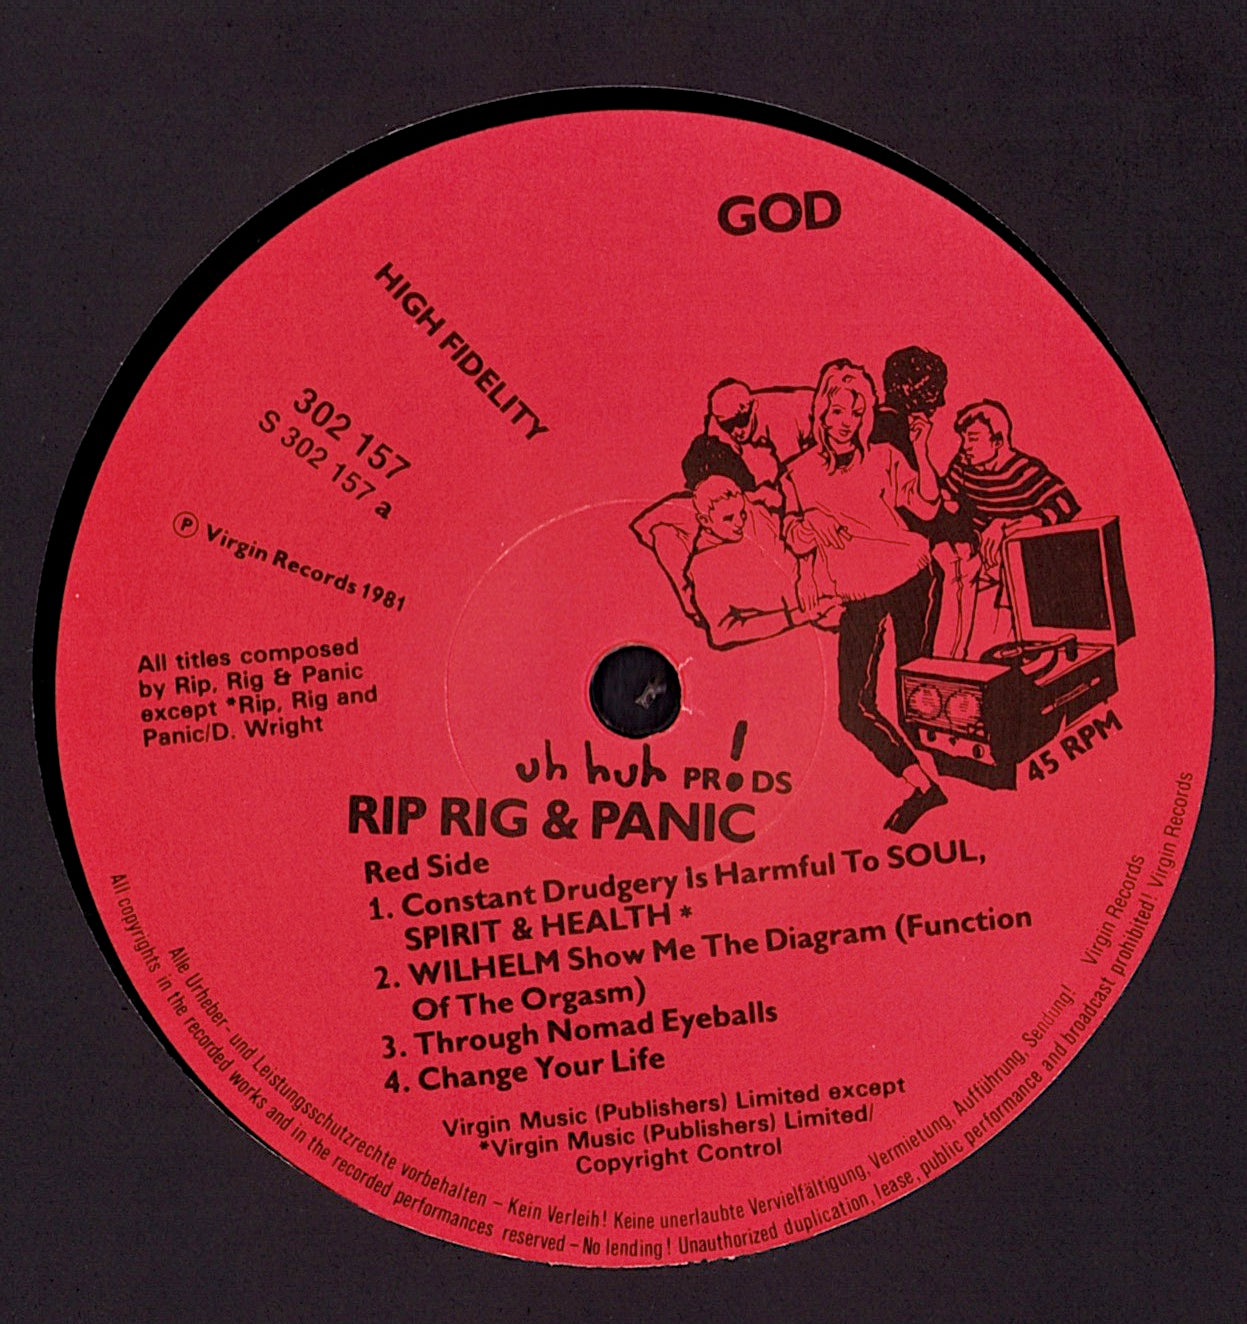 GOD
HIGH FIDELITY
302 157
S 302 157 a
℗ Virgin Records 1981
All titles composed
by Rip, Rig & Panic
except *Rip, Rig and
Panic/D. Wright
45 RPM
uh huh PR!DS
RIP RIG & PANIC
Red Side
1. Constant Drudgery Is Harmful To SOUL,
SPIRIT & HEALTH *
2. WILHELM Show Me The Diagram (Function
Of The Orgasm)
3. Through Nomad Eyeballs
4. Change Your Life
Virgin Music (Publishers) Limited except
*Virgin Music (Publishers) Limited/
Copyright Control
Alle Urheber- und Leistungsschutzrechte vorbehalten – Kein Verleih! Keine unerlaubte Vervielfältigung, Vermietung, Aufführung, Sendung! Virgin Records
All copyrights in the recorded works and in the recorded performances reserved – No lending! Unauthorized duplication, lease, public performance and broadcast prohibited! Virgin Records